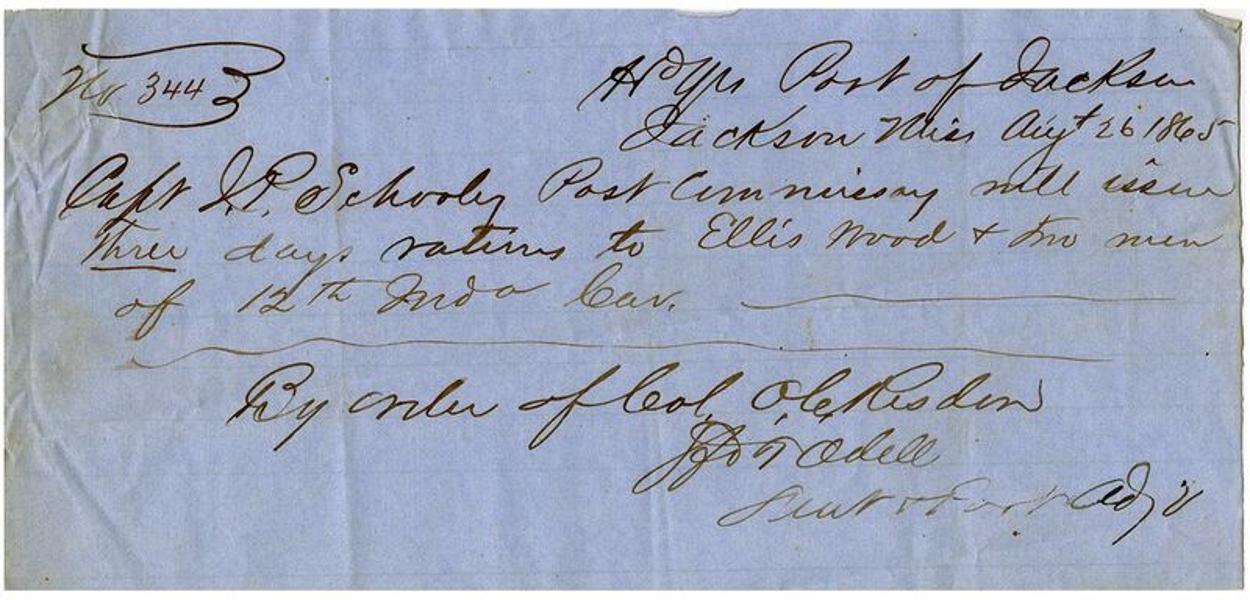 No 344
Hd Qrs Post of Jackson
Jackson Miss Augt 26 1865
Capt J. P. Schooley Post Commissary will issue
three days rations to Ellis Wood & two men
of 12th Inda Cav.
By order of Col. O. C. Risdon
Odell
Lieut & Post Adjt